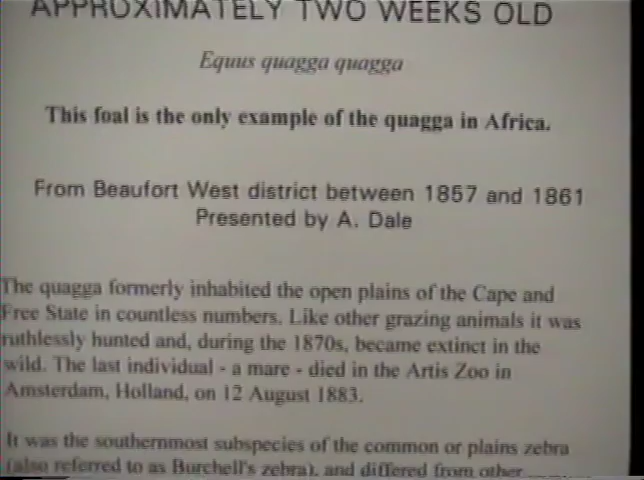 APPROXIMATELY TWO WEEKS OLD
Equus quagga quagga
This foal is the only example of the quagga in Africa.
From Beaufort West district between 1857 and 1861
Presented by A. Dale
The quagga formerly inhabited the open plains of the Cape and
Free State in countless numbers. Like other grazing animals it was
ruthlessly hunted and, during the 1870s, became extinct in the
wild. The last individual - a mare - died in the Artis Zoo in
Amsterdam, Holland, on 12 August 1883.
It was the southernmost subspecies of the common or plains zebra
(also referred to as Burchell's zebra), and differed from other